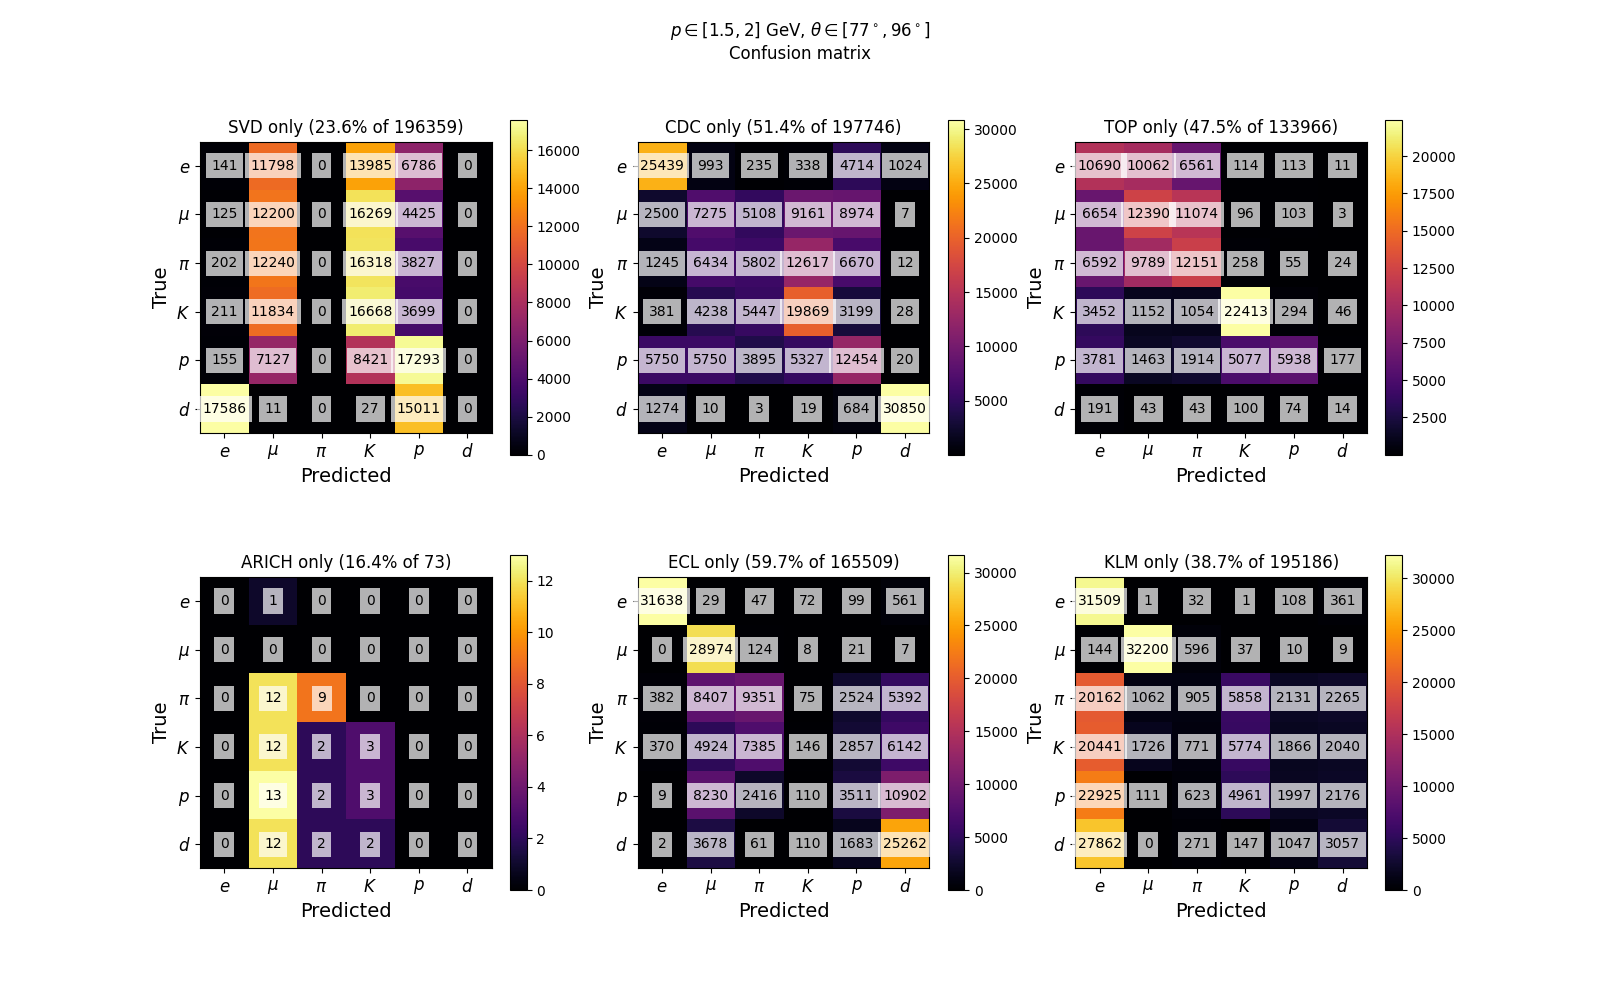 p ∈ [1.5, 2] GeV, θ ∈ [77°, 96°]
Confusion matrix
SVD only (23.6% of 196359)
True
e 141 11798 0 13985 6786 0
μ 125 12200 0 16269 4425 0
π 202 12240 0 16318 3827 0
K 211 11834 0 16668 3699 0
p 155 7127 0 8421 17293 0
d 17586 11 0 27 15011 0
e μ π K p d
Predicted
16000
14000
12000
10000
8000
6000
4000
2000
0
CDC only (51.4% of 197746)
True
e 25439 993 235 338 4714 1024
μ 2500 7275 5108 9161 8974 7
π 1245 6434 5802 12617 6670 12
K 381 4238 5447 19869 3199 28
p 5750 5750 3895 5327 12454 20
d 1274 10 3 19 684 30850
e μ π K p d
Predicted
30000
25000
20000
15000
10000
5000
TOP only (47.5% of 133966)
True
e 10690 10062 6561 114 113 11
μ 6654 12390 11074 96 103 3
π 6592 9789 12151 258 55 24
K 3452 1152 1054 22413 294 46
p 3781 1463 1914 5077 5938 177
d 191 43 43 100 74 14
e μ π K p d
Predicted
20000
17500
15000
12500
10000
7500
5000
2500
ARICH only (16.4% of 73)
True
e 0 1 0 0 0 0
μ 0 0 0 0 0 0
π 0 12 9 0 0 0
K 0 12 2 3 0 0
p 0 13 2 3 0 0
d 0 12 2 2 0 0
e μ π K p d
Predicted
12
10
8
6
4
2
0
ECL only (59.7% of 165509)
True
e 31638 29 47 72 99 561
μ 0 28974 124 8 21 7
π 382 8407 9351 75 2524 5392
K 370 4924 7385 146 2857 6142
p 9 8230 2416 110 3511 10902
d 2 3678 61 110 1683 25262
e μ π K p d
Predicted
30000
25000
20000
15000
10000
5000
0
KLM only (38.7% of 195186)
True
e 31509 1 32 1 108 361
μ 144 32200 596 37 10 9
π 20162 1062 905 5858 2131 2265
K 20441 1726 771 5774 1866 2040
p 22925 111 623 4961 1997 2176
d 27862 0 271 147 1047 3057
e μ π K p d
Predicted
30000
25000
20000
15000
10000
5000
0